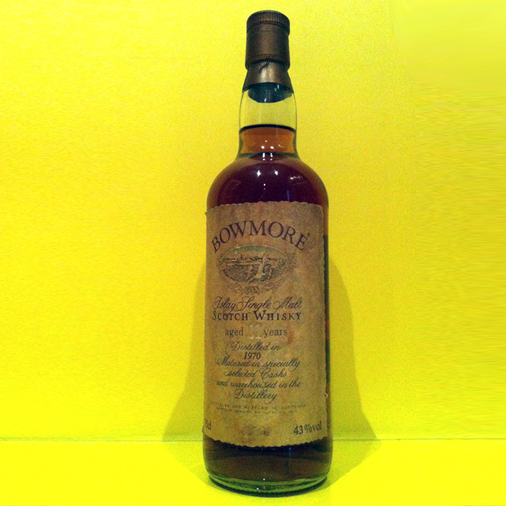 BOWMORE
Islay Single Malt
SCOTCH WHISKY
aged years
Distilled in
1970
Matured in specially
selected Casks
and warehoused in the
Distillery
43%vol